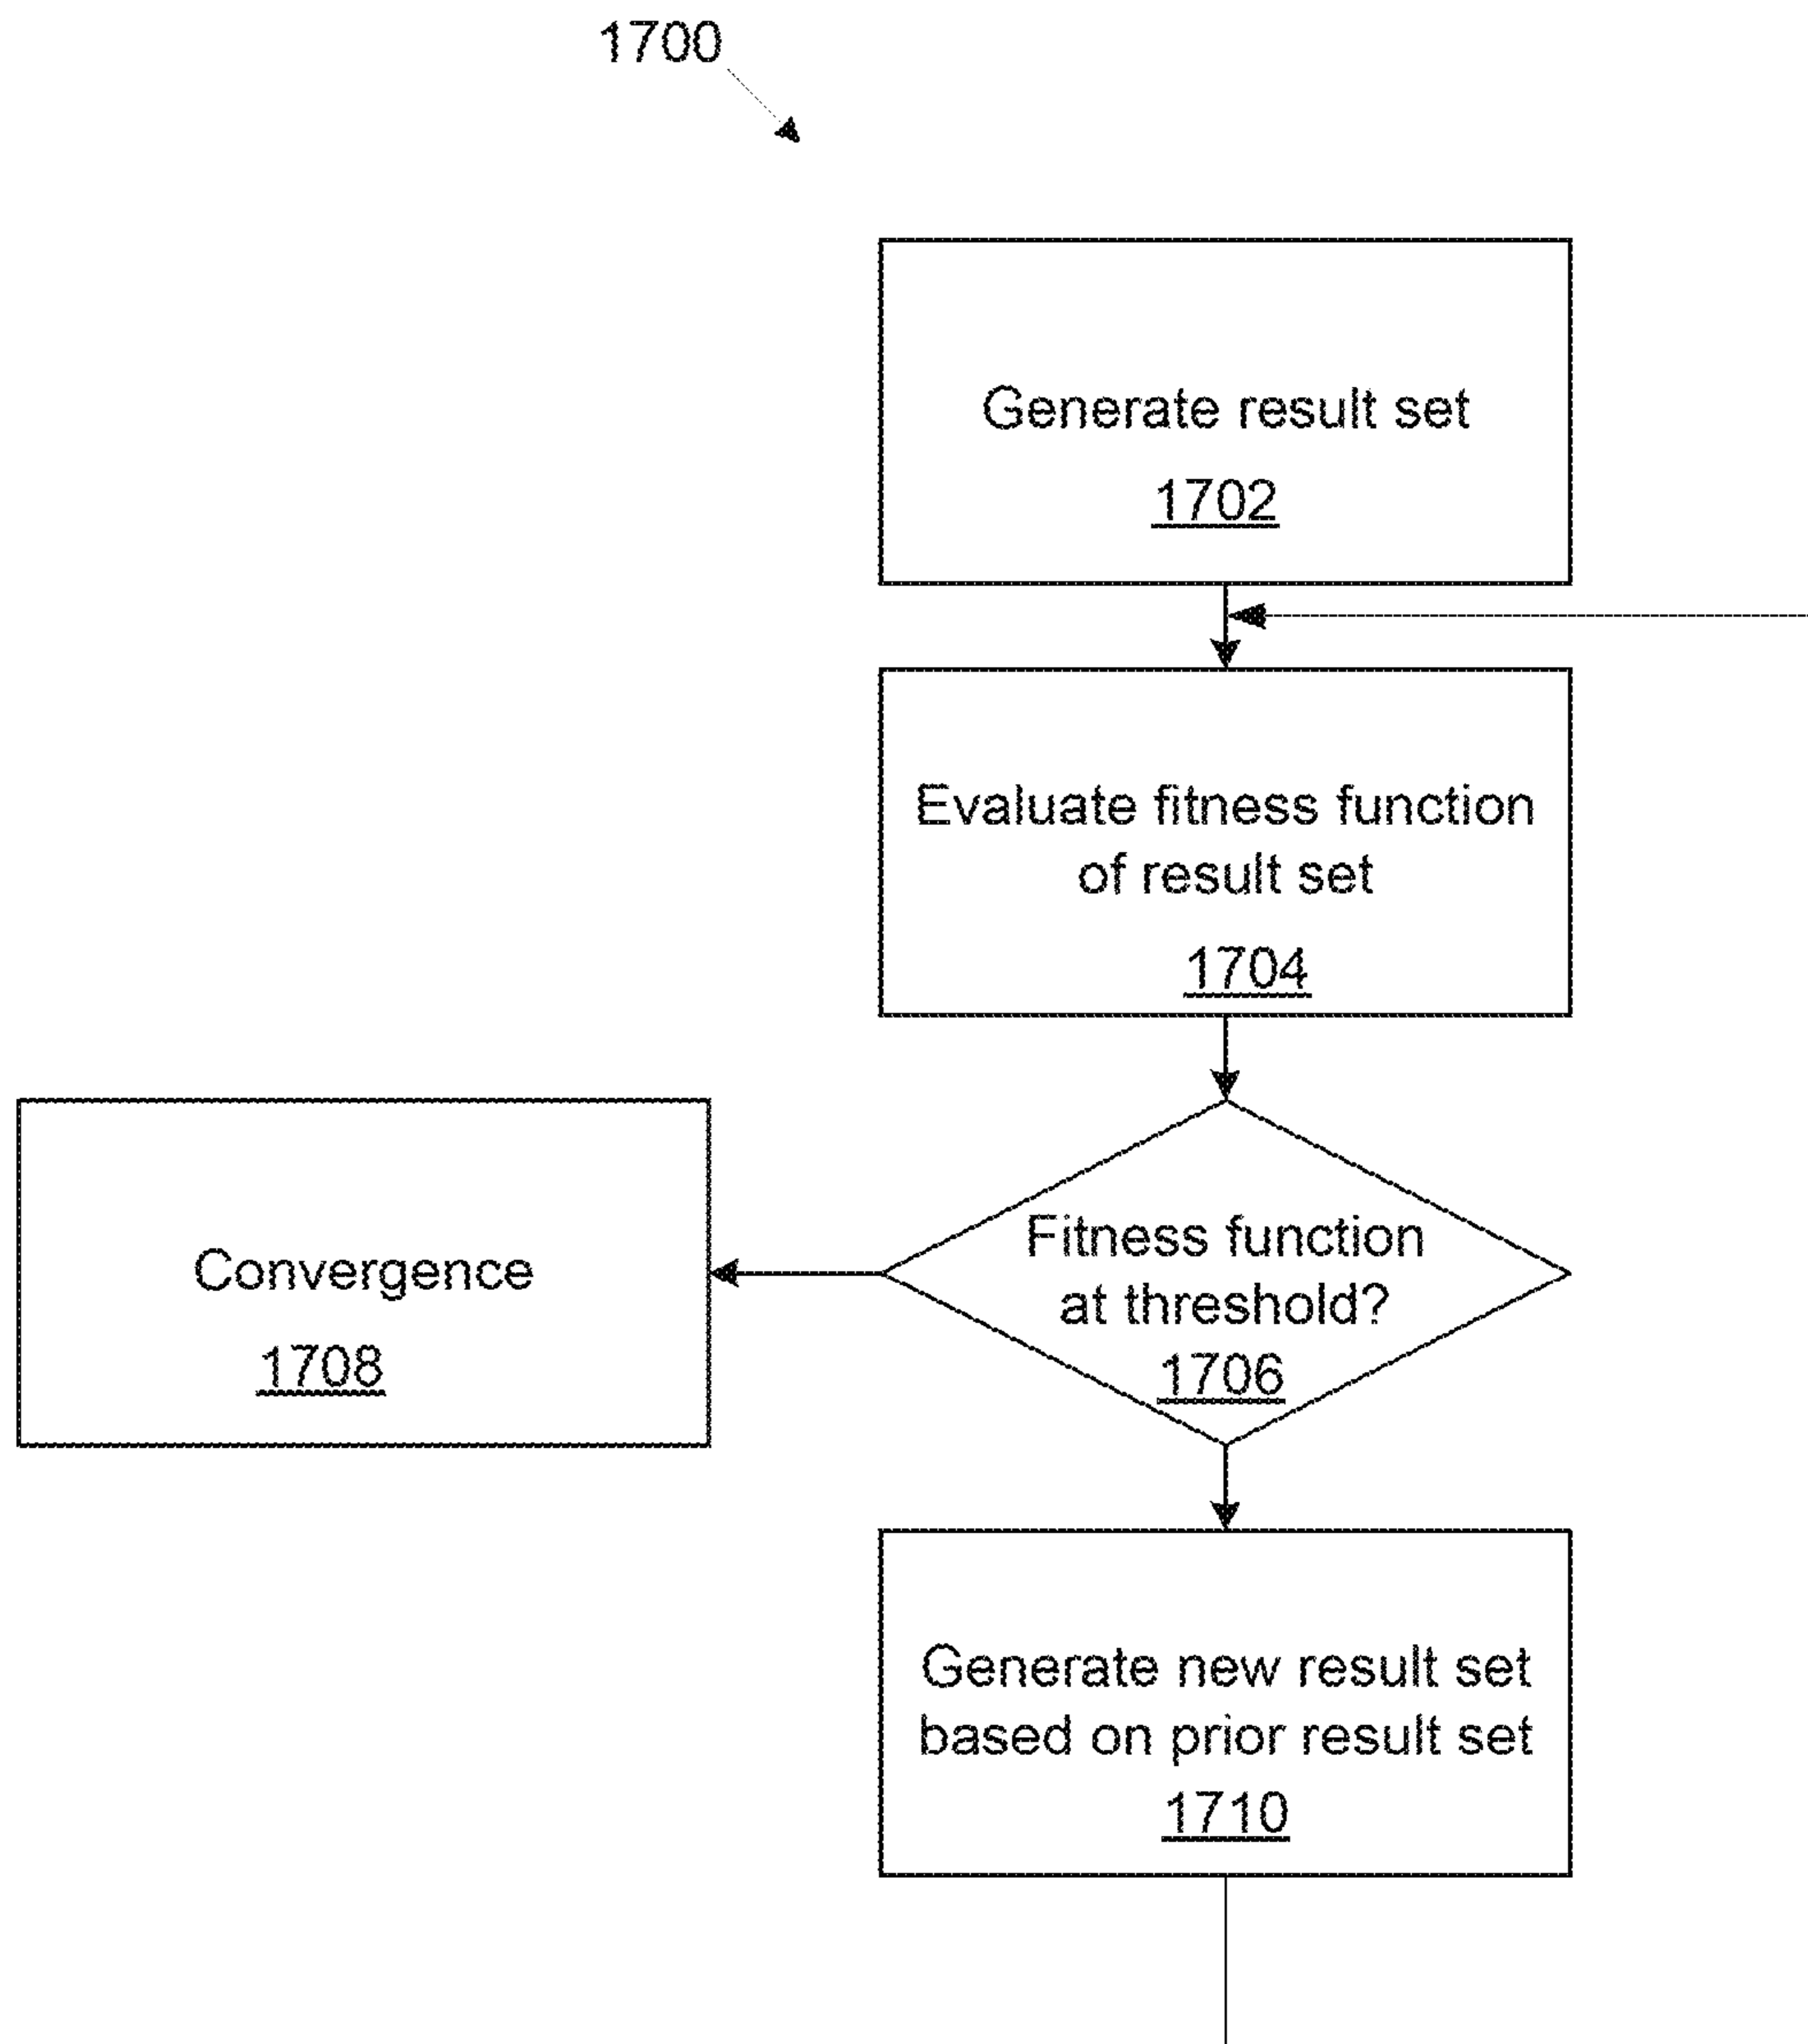 1700
Generate result set
1702
Evaluate fitness function
of result set
1704
Fitness function
at threshold?
1706
Convergence
1708
Generate new result set
based on prior result set
1710